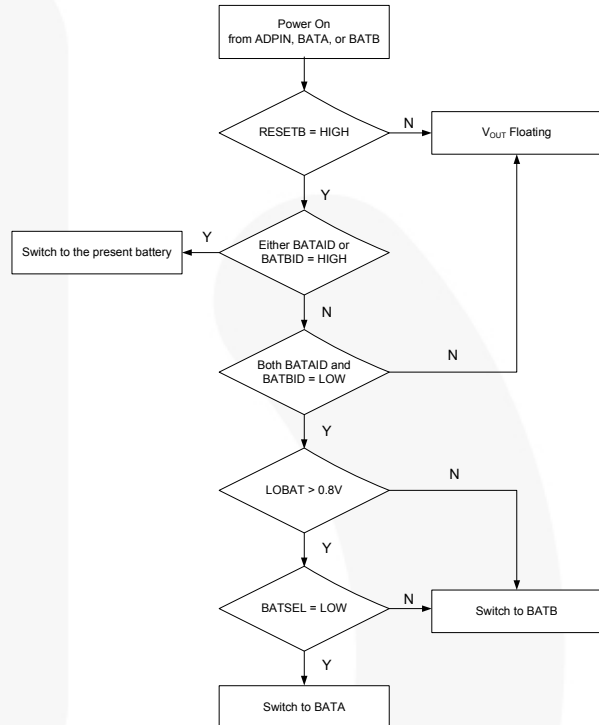 Power On
from ADPIN, BATA, or BATB
RESETB = HIGH
N
VOUT Floating
Y
Y
Either BATAID or
BATBID = HIGH
Switch to the present battery
N
Both BATAID and
BATBID = LOW
N
Y
LOBAT > 0.8V
N
Y
BATSEL = LOW
N
Switch to BATB
Y
Switch to BATA